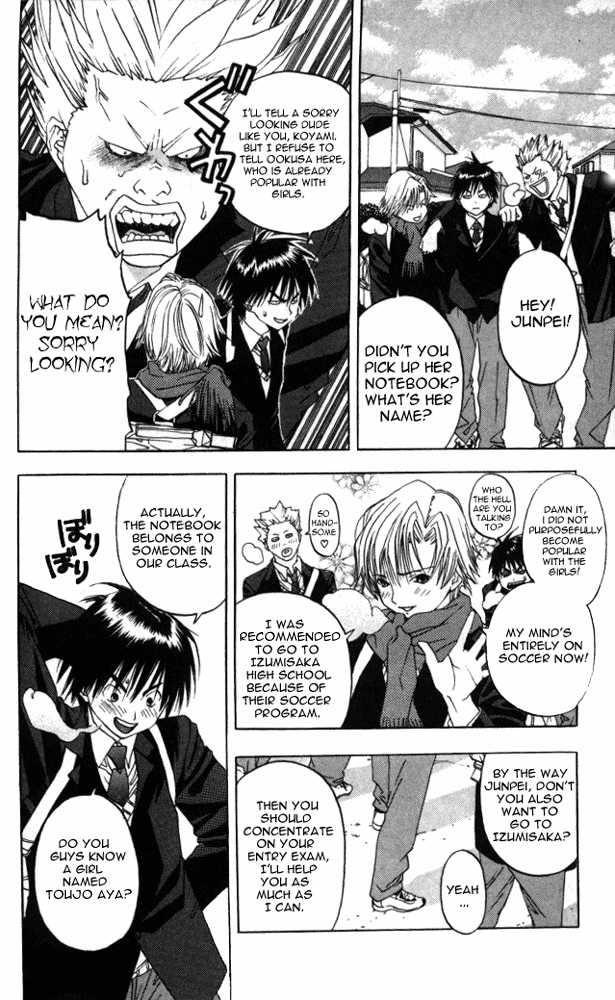 HEY!
JUNPEI!
DIDN'T YOU
PICK UP HER
NOTEBOOK?
WHAT'S HER
NAME?
I'LL TELL A SORRY
LOOKING DUDE
LIKE YOU, KOYAMI.
BUT I REFUSE TO
TELL OOKUSA HERE,
WHO IS ALREADY
POPULAR WITH
GIRLS.
ぐわっ
WHAT DO
YOU MEAN?
SORRY
LOOKING?
DAMN IT,
I DID NOT
PURPOSEFULLY
BECOME
POPULAR
WITH THE
GIRLS!
WHO
THE HELL
ARE YOU
TALKING
TO?
MY MIND'S
ENTIRELY ON
SOCCER NOW!
SO
HAND-
SOME
♡
I WAS
RECOMMENDED
TO GO TO
IZUMISAKA
HIGH SCHOOL
BECAUSE OF
THEIR SOCCER
PROGRAM.
BY THE WAY
JUNPEI, DON'T
YOU ALSO
WANT TO
GO TO
IZUMISAKA?
YEAH
...
THEN YOU
SHOULD
CONCENTRATE
ON YOUR
ENTRY EXAM,
I'LL HELP
YOU AS
MUCH AS
I CAN.
ACTUALLY,
THE NOTEBOOK
BELONGS TO
SOMEONE IN
OUR CLASS.
ぼり
ぼり
DO YOU
GUYS KNOW
A GIRL
NAMED
TOUJO AYA?